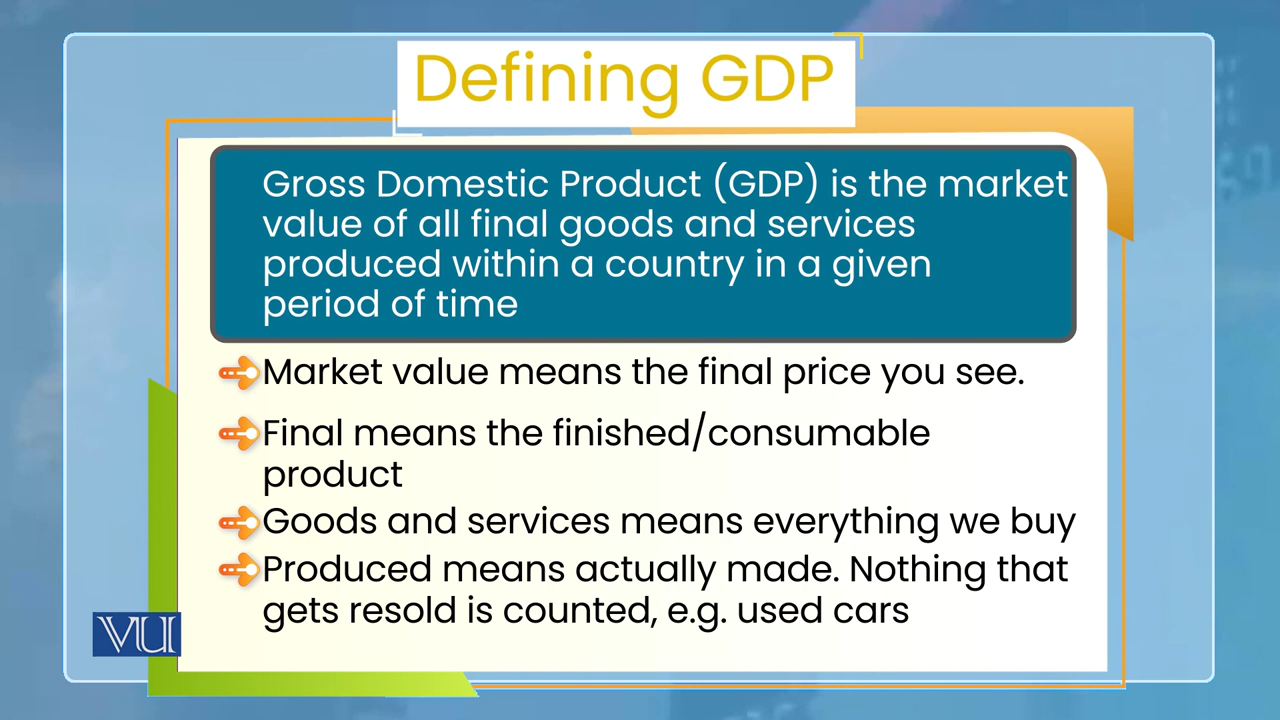 Defining GDP
Gross Domestic Product (GDP) is the market
value of all final goods and services
produced within a country in a given
period of time
Market value means the final price you see.
Final means the finished/consumable
product
Goods and services means everything we buy
Produced means actually made. Nothing that
gets resold is counted, e.g. used cars
VU